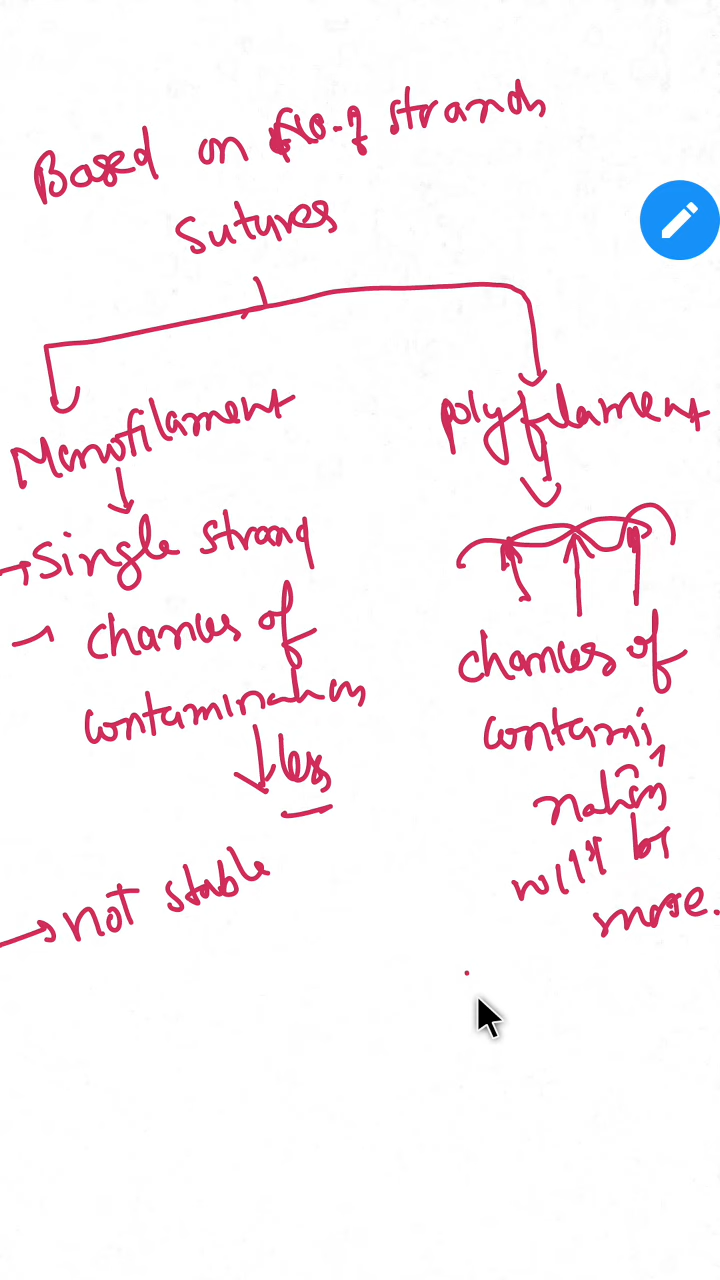 Based on No. of strands
sutures
Monofilament
polyfilament
→ single strand
- chances of
contamination
↓ less
→ not stable
chances of
contami
nation
will be
more.